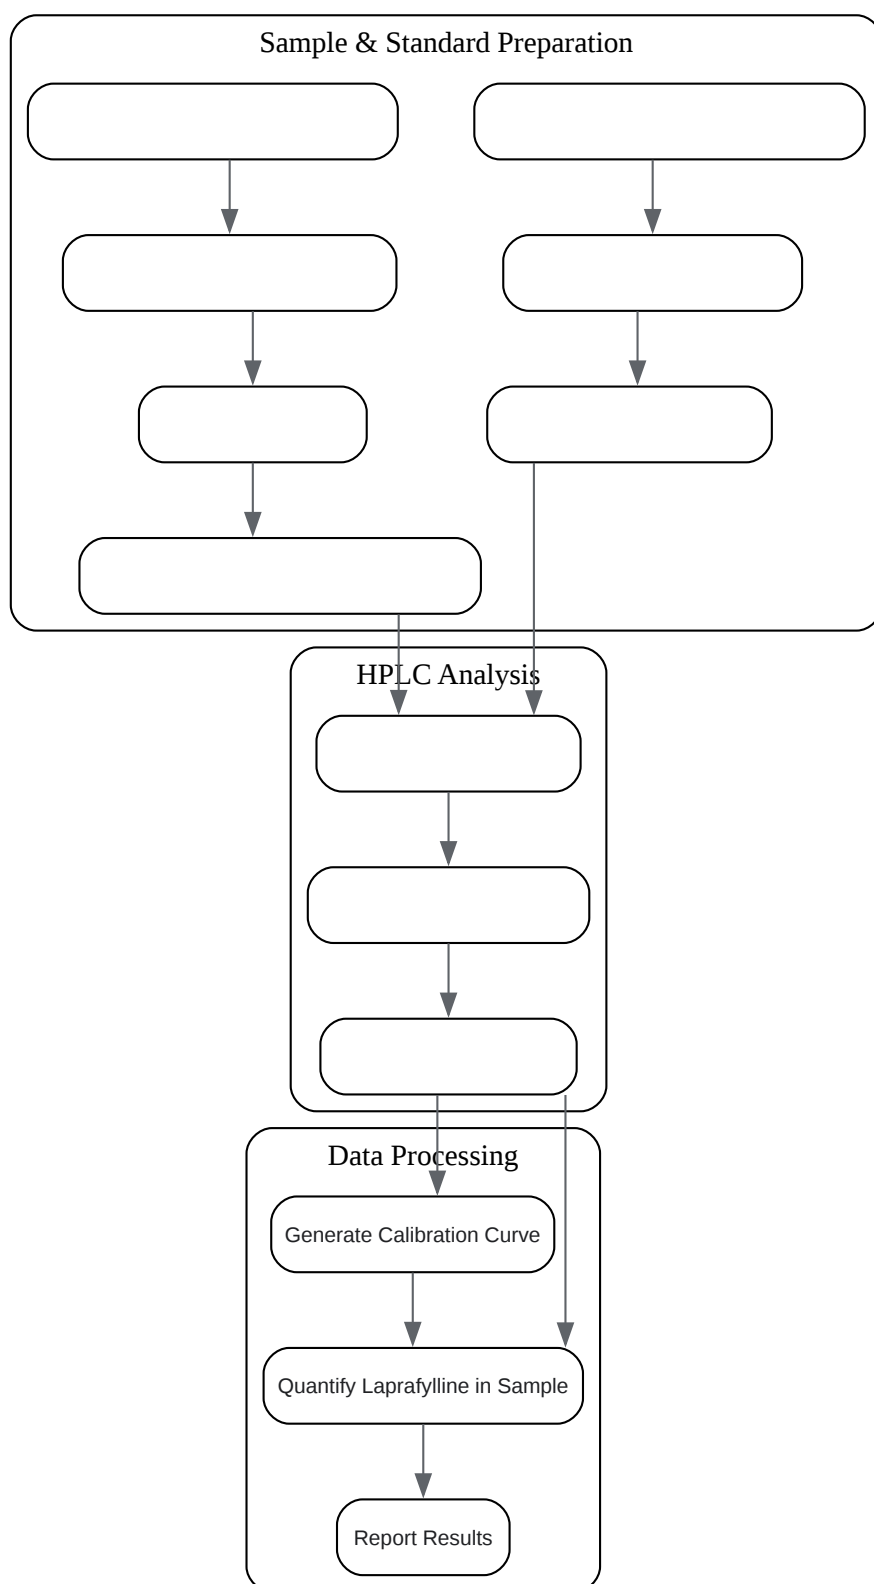 Sample & Standard Preparation
HPLC Analysis
Data Processing
Generate Calibration Curve
Quantify Laprafylline in Sample
Report Results